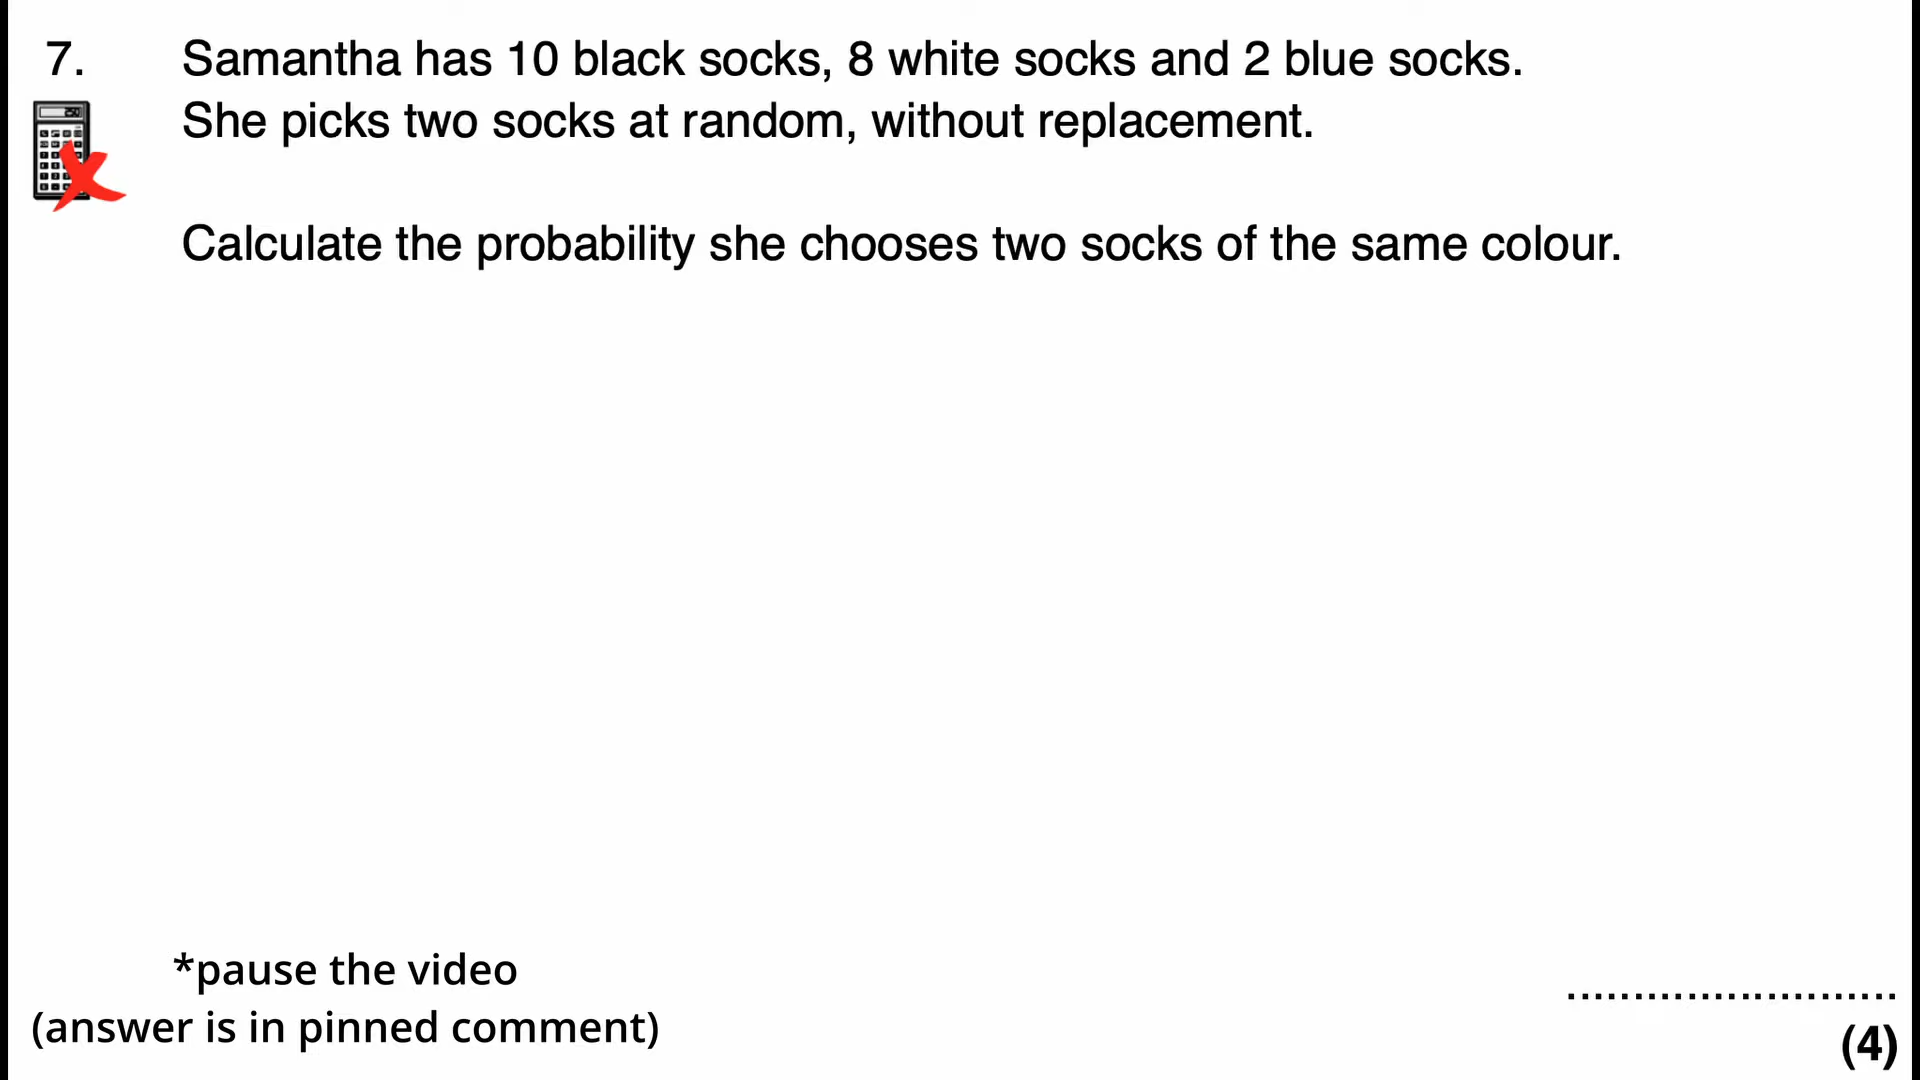 7. Samantha has 10 black socks, 8 white socks and 2 blue socks.
She picks two socks at random, without replacement.
Calculate the probability she chooses two socks of the same colour.
*pause the video
(answer is in pinned comment)
.........................
(4)